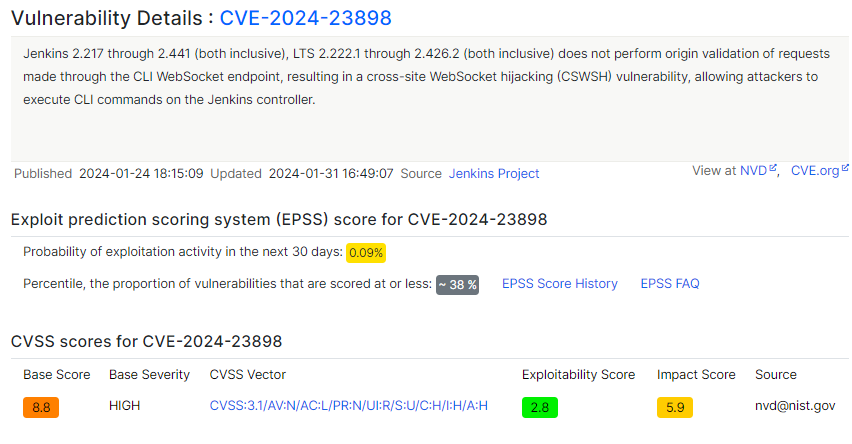 Vulnerability Details : CVE-2024-23898
Jenkins 2.217 through 2.441 (both inclusive), LTS 2.222.1 through 2.426.2 (both inclusive) does not perform origin validation of requests
made through the CLI WebSocket endpoint, resulting in a cross-site WebSocket hijacking (CSWSH) vulnerability, allowing attackers to
execute CLI commands on the Jenkins controller.
Published 2024-01-24 18:15:09 Updated 2024-01-31 16:49:07 Source Jenkins Project View at NVD, CVE.org
Exploit prediction scoring system (EPSS) score for CVE-2024-23898
Probability of exploitation activity in the next 30 days: 0.09%
Percentile, the proportion of vulnerabilities that are scored at or less: ~ 38 % EPSS Score History EPSS FAQ
CVSS scores for CVE-2024-23898
Base Score Base Severity CVSS Vector Exploitability Score Impact Score Source
8.8 HIGH CVSS:3.1/AV:N/AC:L/PR:N/UI:R/S:U/C:H/I:H/A:H 2.8 5.9 nvd@nist.gov